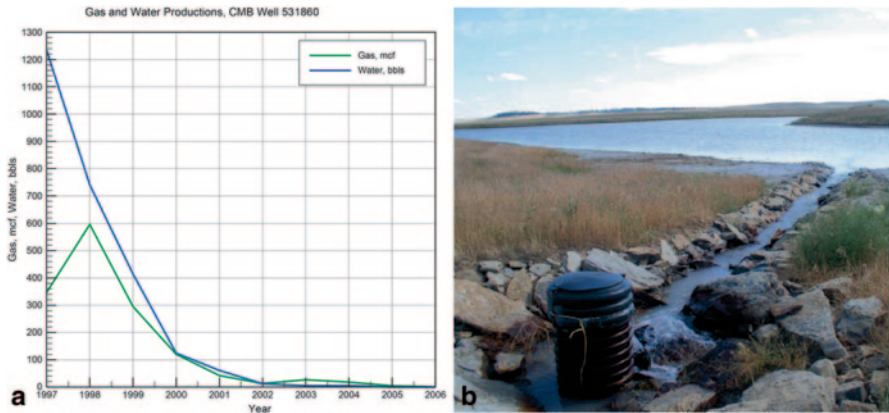 Gas and Water Productions, CMB Well 531860
Gas, mcf
Water, bbls
Gas, mcf, Water, bbls
1300
1200
1100
1000
900
800
700
600
500
400
300
200
100
0
1997 1998 1999 2000 2001 2002 2003 2004 2005 2006
Year
a
b